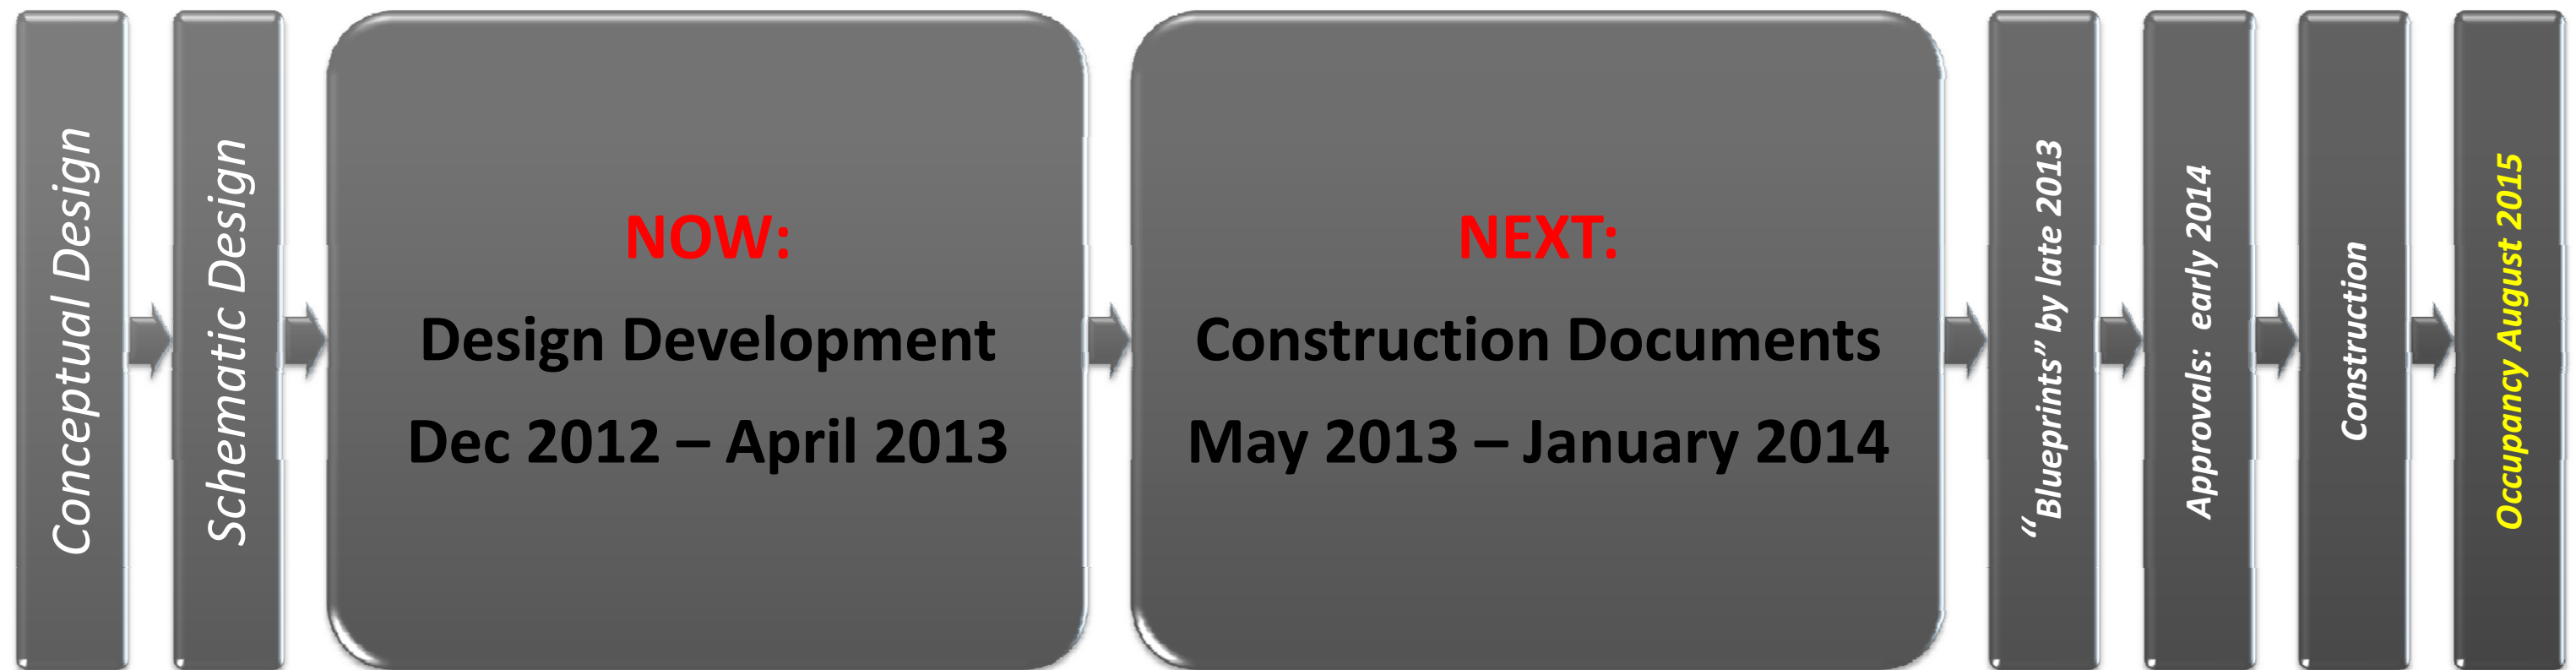 Conceptual Design
Schematic Design
NOW:
Design Development
Dec 2012 – April 2013
NEXT:
Construction Documents
May 2013 – January 2014
“Blueprints” by late 2013
Approvals:  early 2014
Construction
Occupancy August 2015